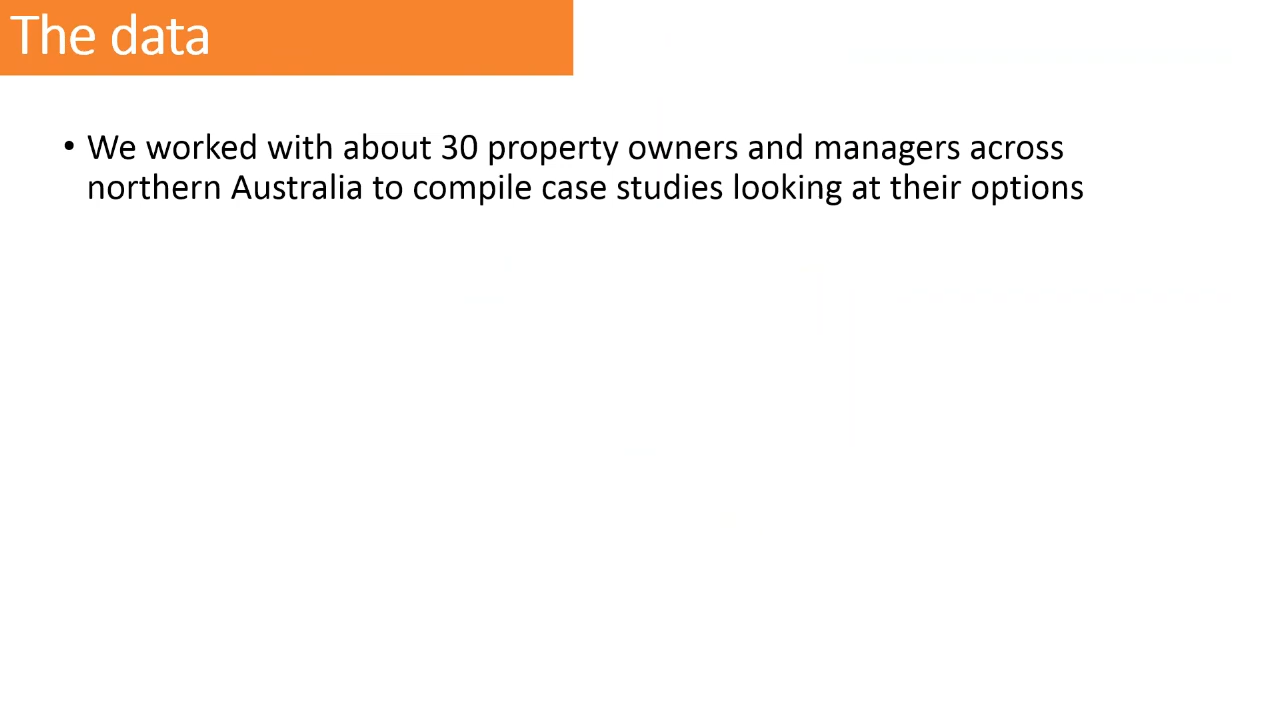 The data
• We worked with about 30 property owners and managers across
northern Australia to compile case studies looking at their options